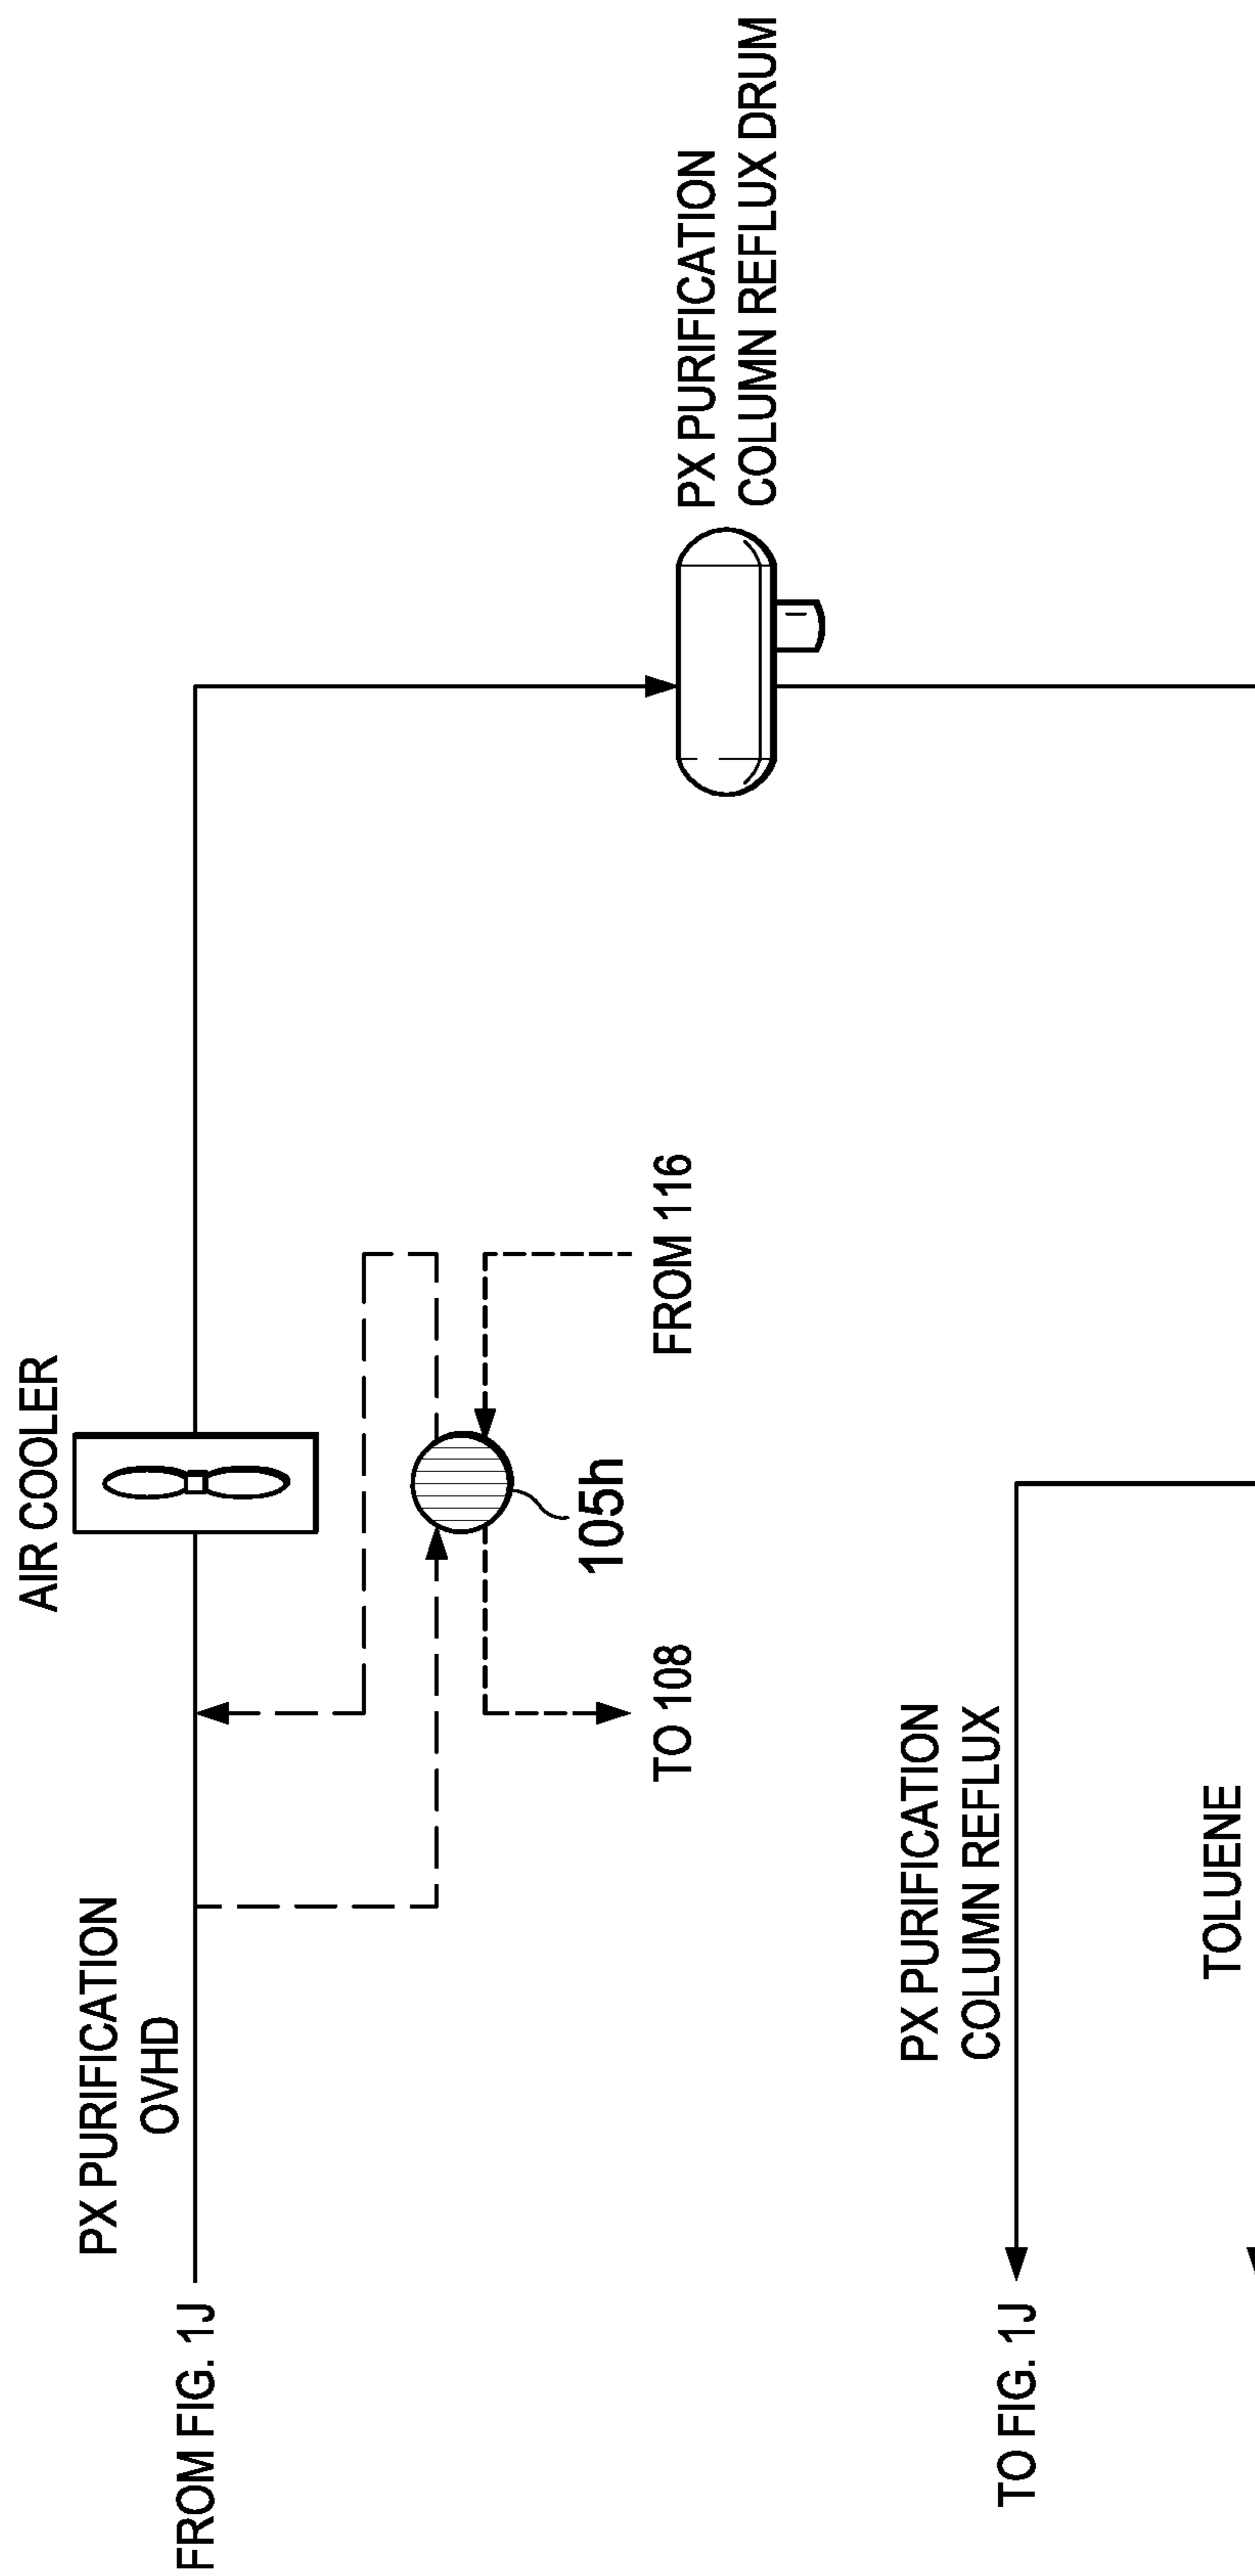 AIR COOLER
PX PURIFICATION
OVHD
FROM FIG. 1J
105h
TO 108
FROM 116
PX PURIFICATION
COLUMN REFLUX DRUM
PX PURIFICATION
COLUMN REFLUX
TO FIG. 1J
TOLUENE